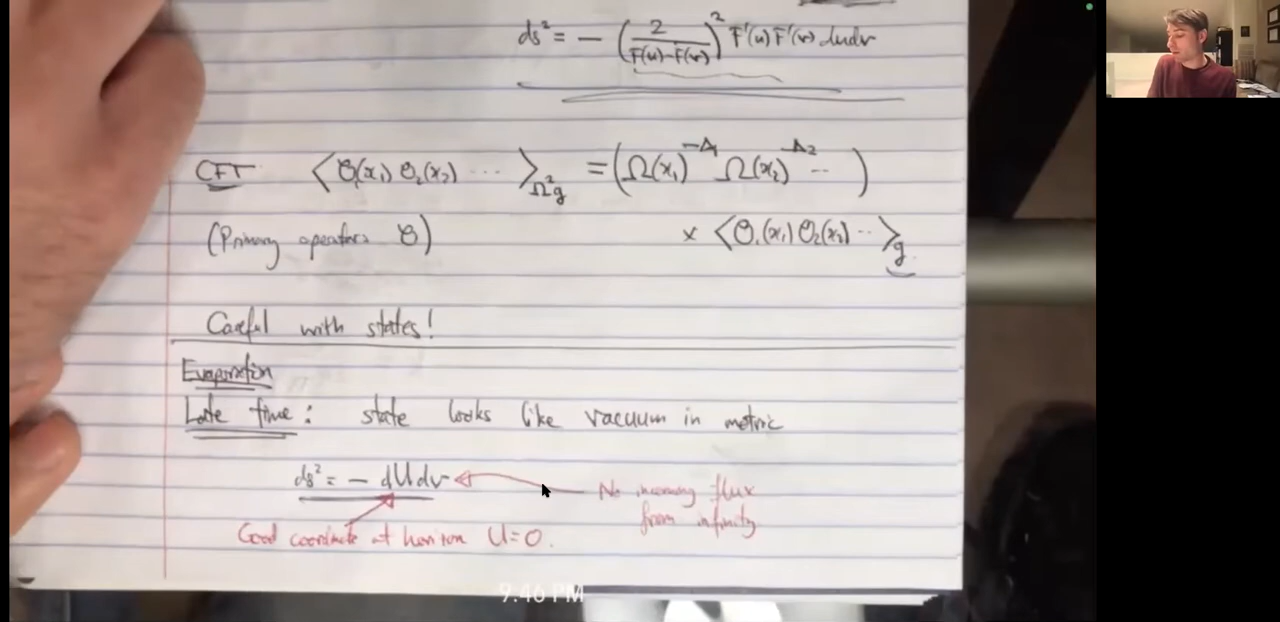 ds² = − (2/(F(u)−F(v)))² F'(u) F'(v) du dv
CFT ⟨O₁(x₁) O₂(x₂) ⋯⟩_Ω²g = (Ω(x₁)^−Δ₁ Ω(x₂)^−Δ₂ ⋯)
(Primary operators O) × ⟨O₁(x₁) O₂(x₂) ⋯⟩_g
Careful with states!
Evaporation
Late time: state looks like vacuum in metric
ds² = − dU dv
No incoming flux
from infinity
Good coordinate at horizon U=0.
9:46 PM